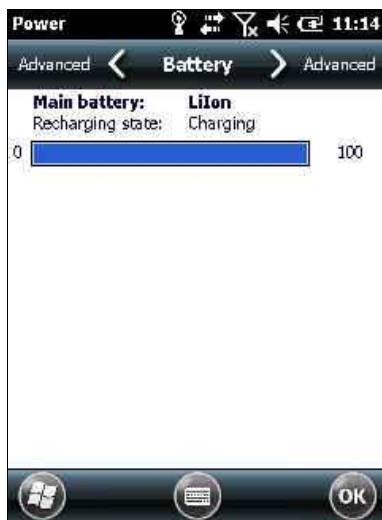 Power 11:14
Advanced Battery Advanced
Main battery: LiIon
Recharging state: Charging
0 100
OK